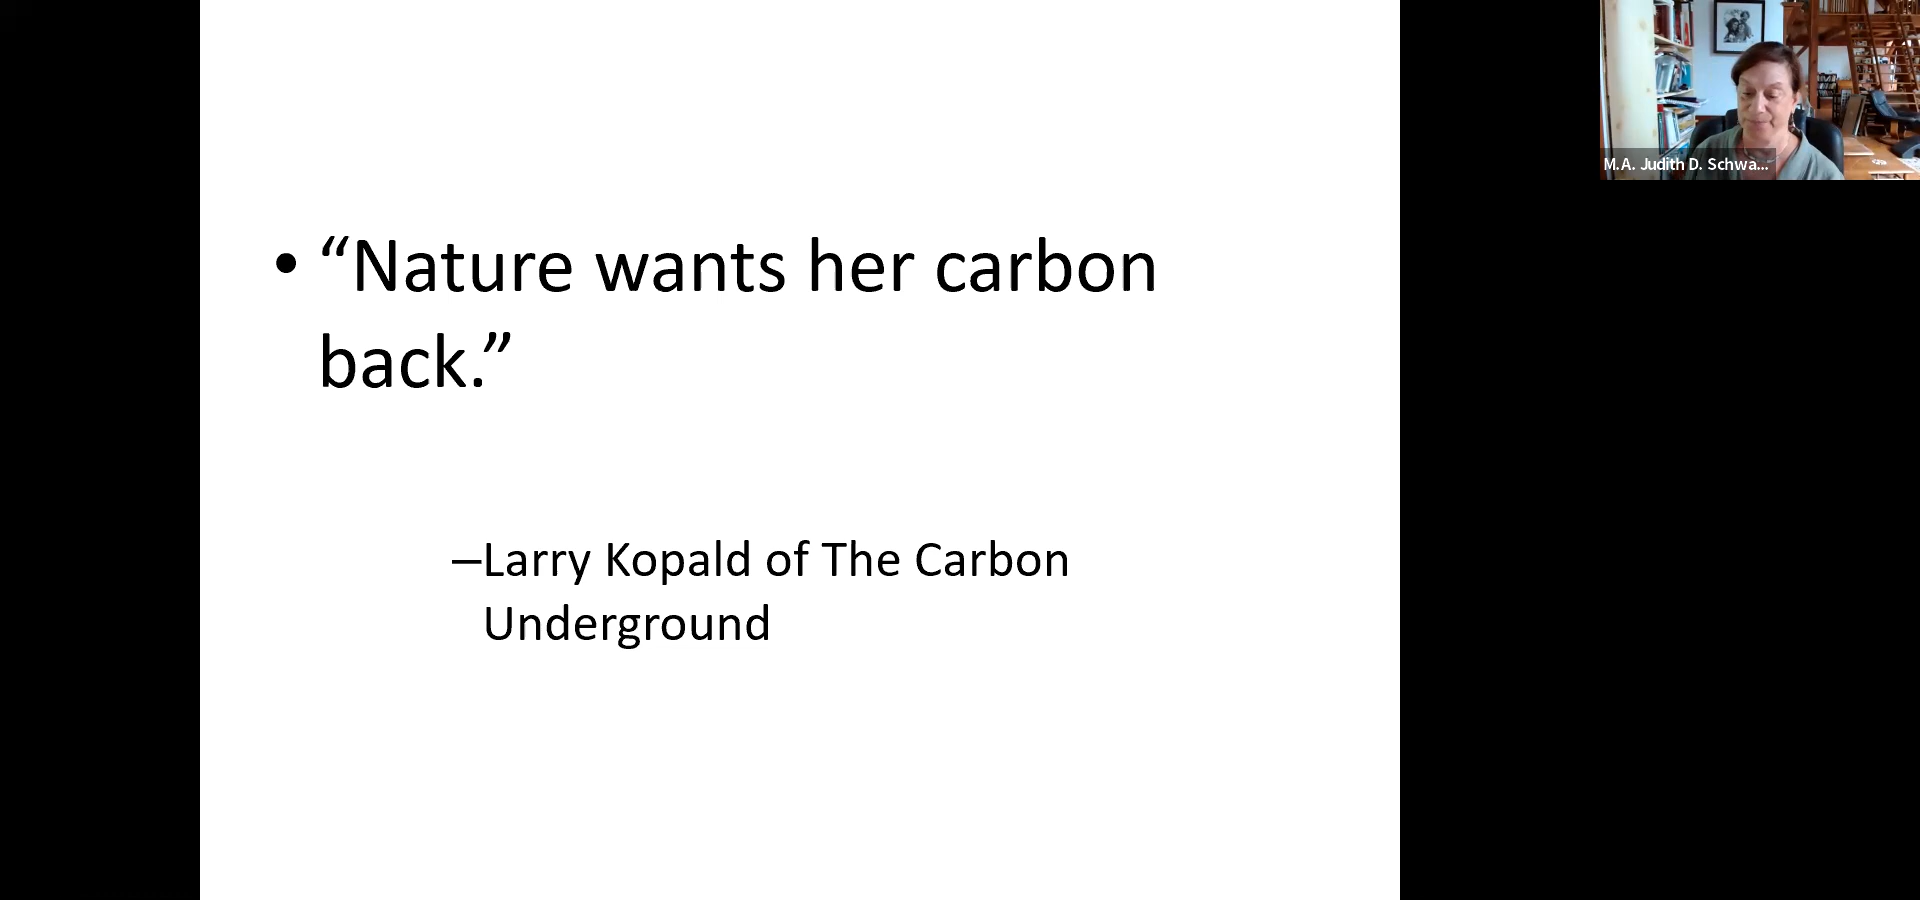 • “Nature wants her carbon
back.”
–Larry Kopald of The Carbon
Underground
M.A. Judith D. Schwa...